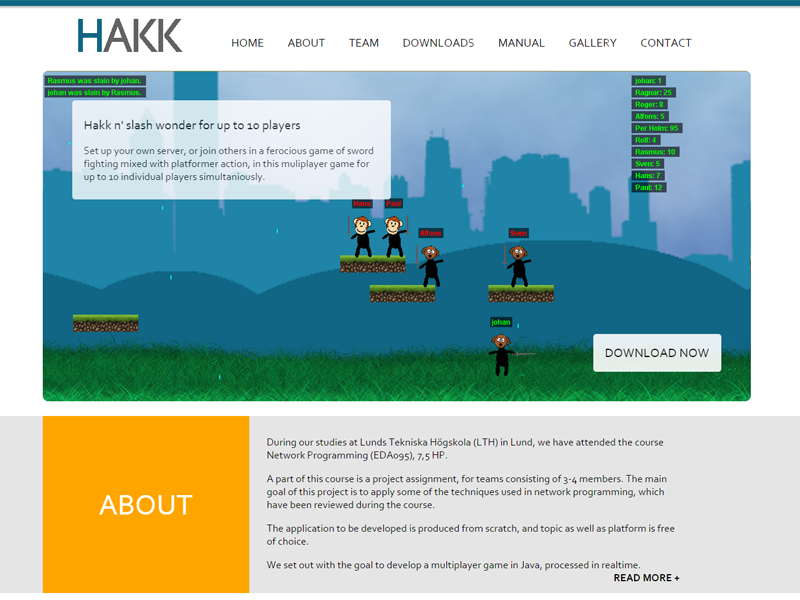 HAKK
HOME ABOUT TEAM DOWNLOADS MANUAL GALLERY CONTACT
Rasmus was slain by johan.
johan was slain by Rasmus.
johan: 1
Ragnar: 25
Roger: 8
Alfons: 5
Per Holm: 95
Rolf: 4
Rasmus: 10
Sven: 5
Hans: 7
Paul: 12
Hakk n' slash wonder for up to 10 players
Set up your own server, or join others in a ferocious game of sword
fighting mixed with platformer action, in this muliplayer game for
up to 10 individual players simultaniously.
Hans Paul
Alfons Sven
johan
DOWNLOAD NOW
ABOUT
During our studies at Lunds Tekniska Högskola (LTH) in Lund, we have attended the course
Network Programming (EDA095), 7,5 HP.
A part of this course is a project assignment, for teams consisting of 3-4 members. The main
goal of this project is to apply some of the techniques used in network programming, which
have been reviewed during the course.
The application to be developed is produced from scratch, and topic as well as platform is free
of choice.
We set out with the goal to develop a multiplayer game in Java, processed in realtime.
READ MORE +